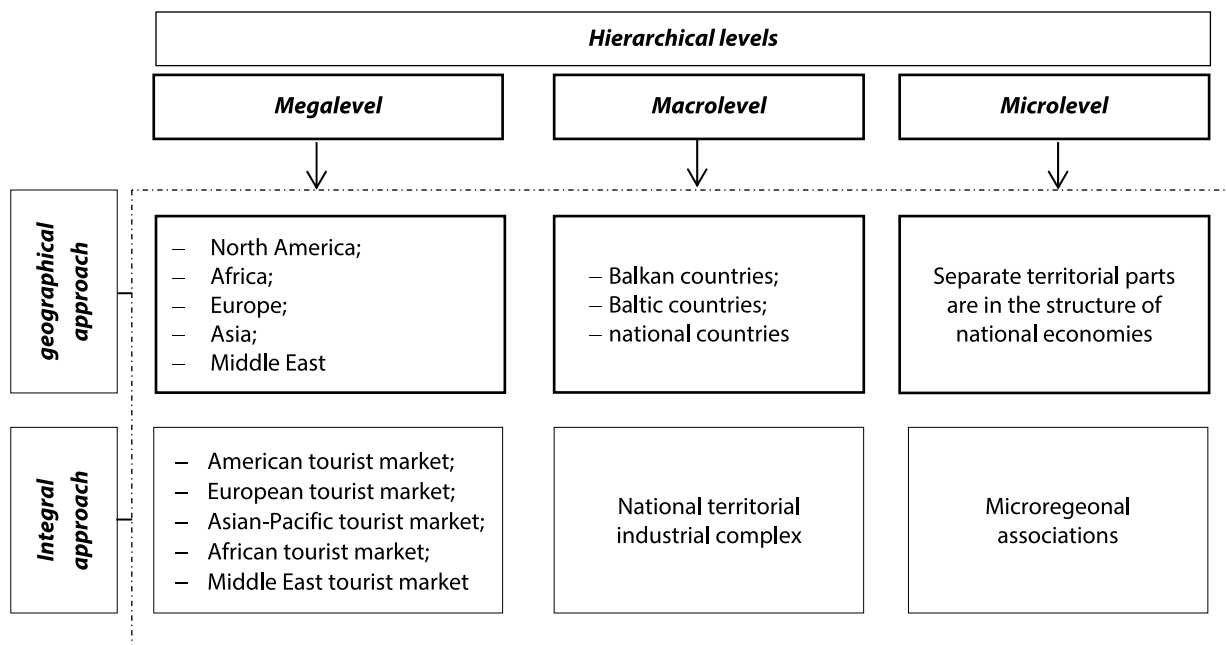 Hierarchical levels
Megalevel
Macrolevel
Microlevel
geographical
approach
– North America;
– Africa;
– Europe;
– Asia;
– Middle East
– Balkan countries;
– Baltic countries;
– national countries
Separate territorial parts
are in the structure of
national economies
Integral
approach
– American tourist market;
– European tourist market;
– Asian-Pacific tourist market;
– African tourist market;
– Middle East tourist market
National territorial
industrial complex
Microregeonal
associations